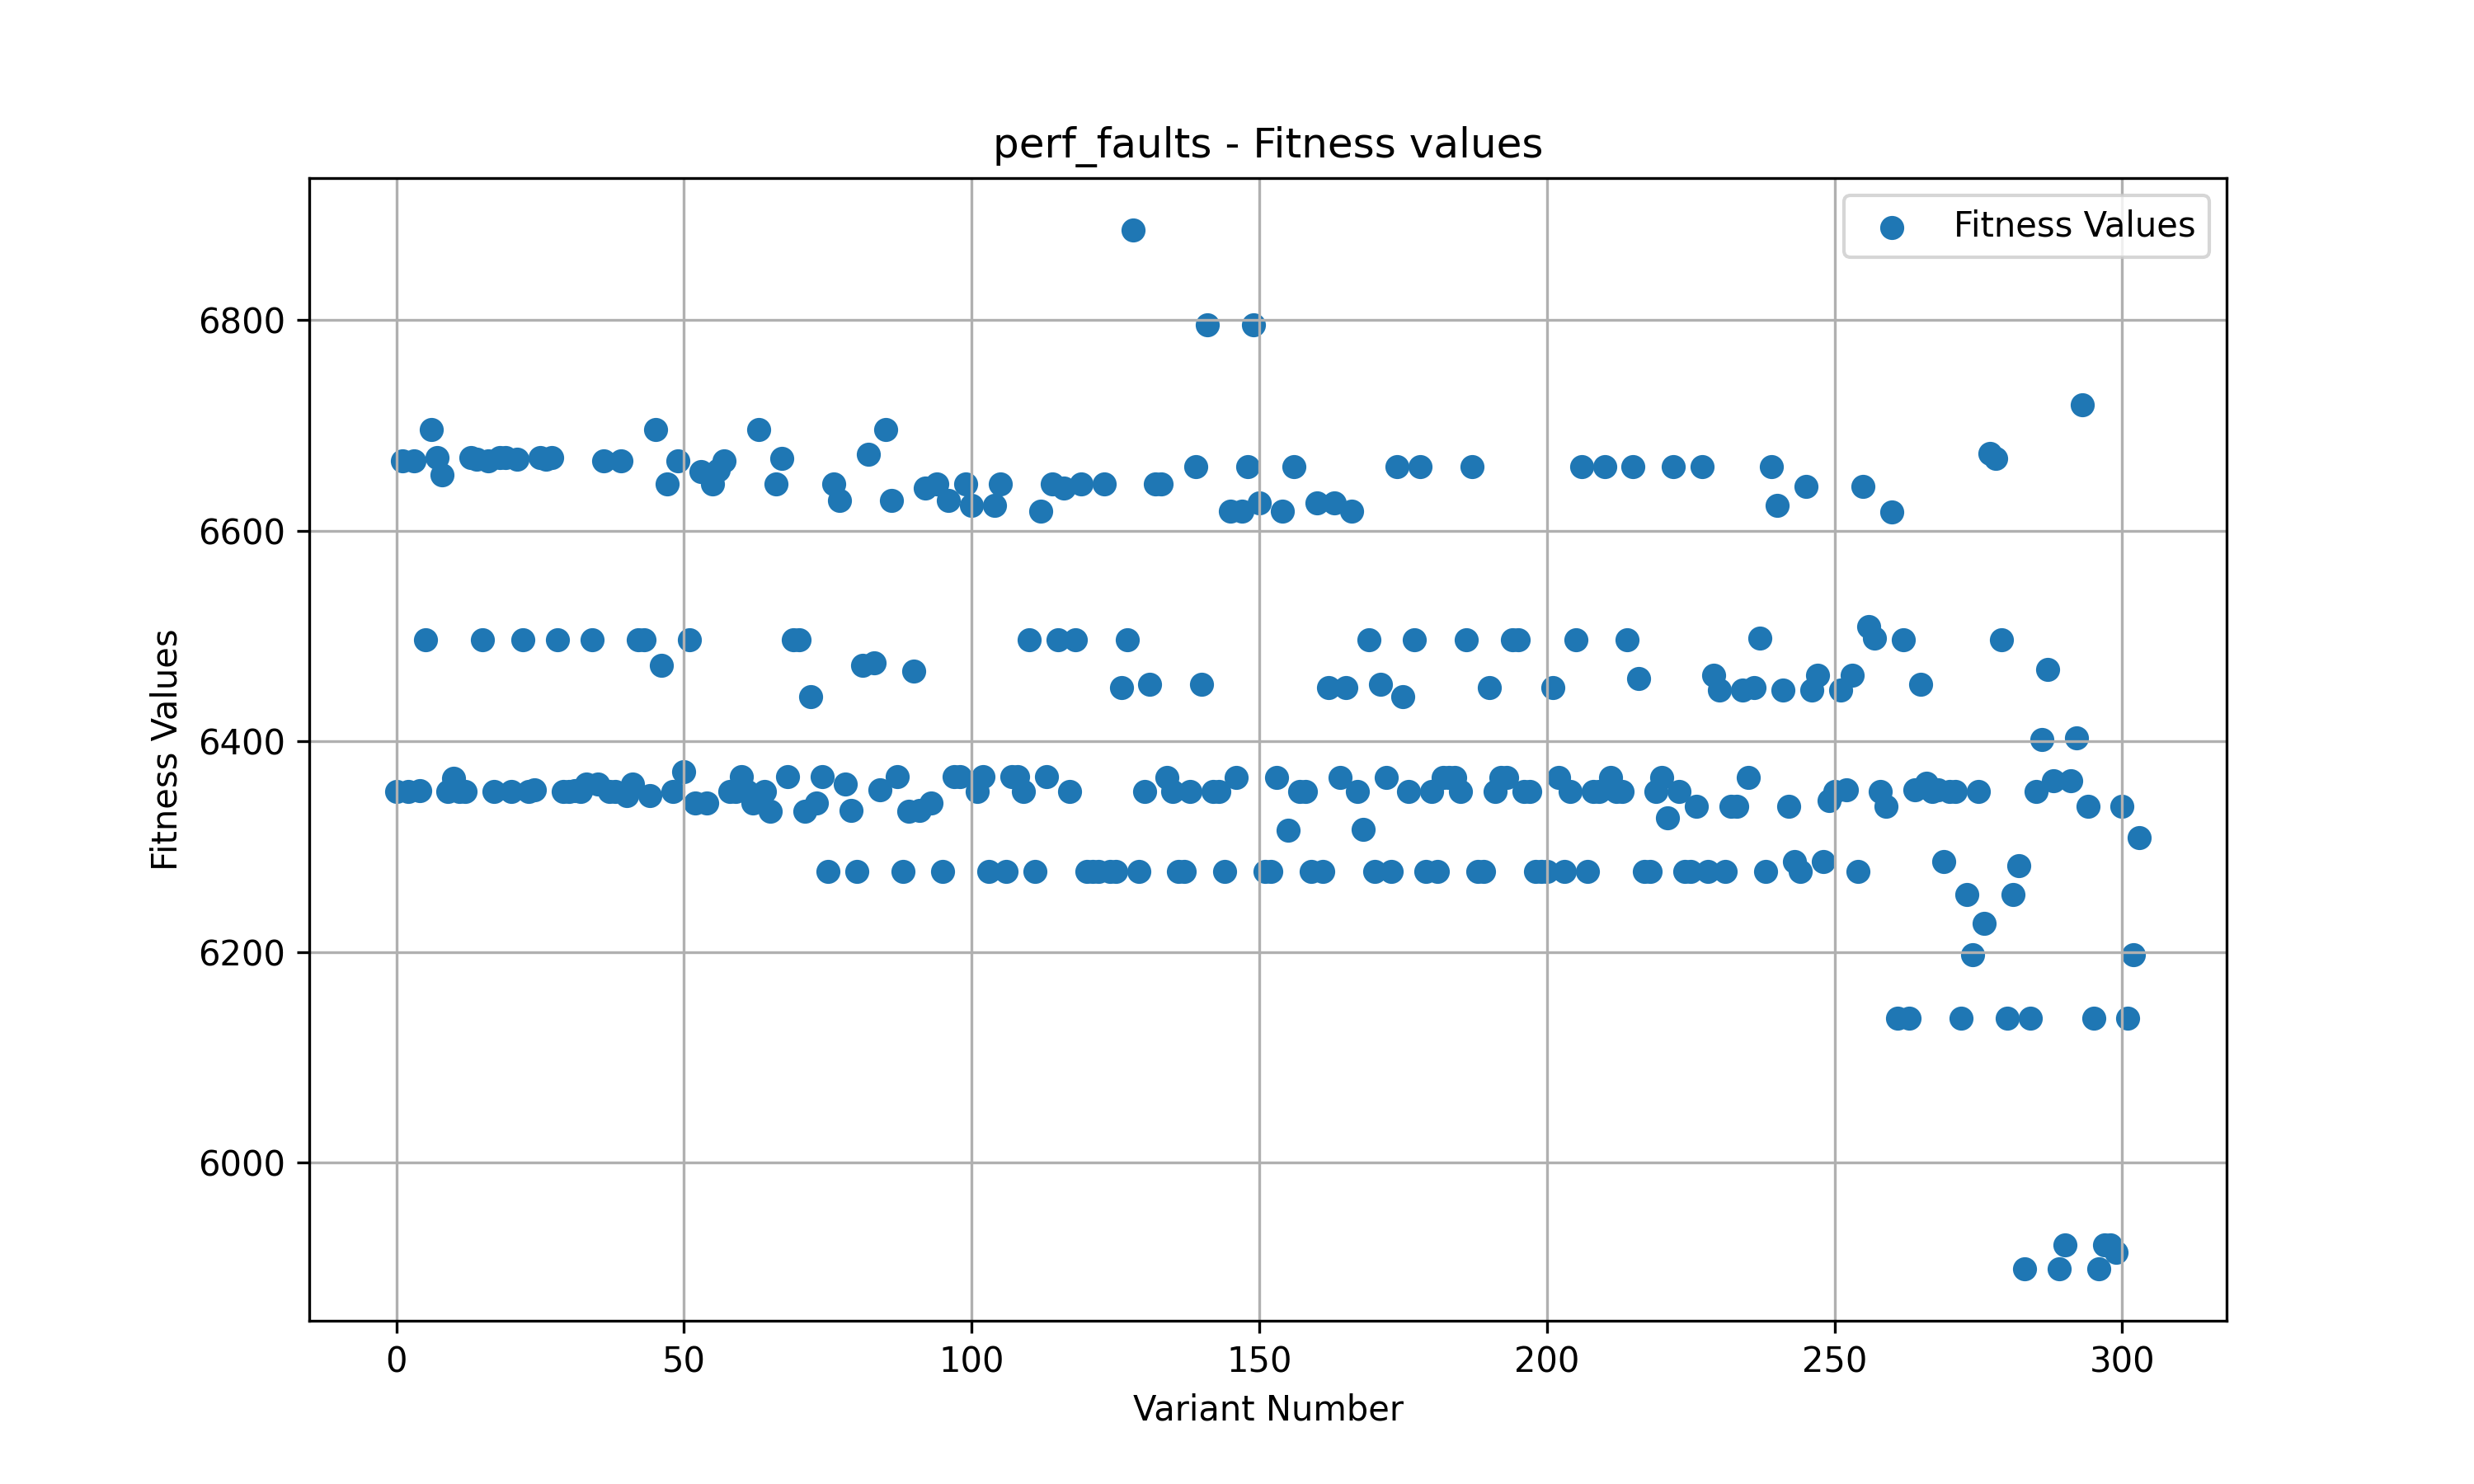 perf_faults - Fitness values
Fitness Values
6800
6600
6400
6200
6000
Fitness Values
0 50 100 150 200 250 300
Variant Number